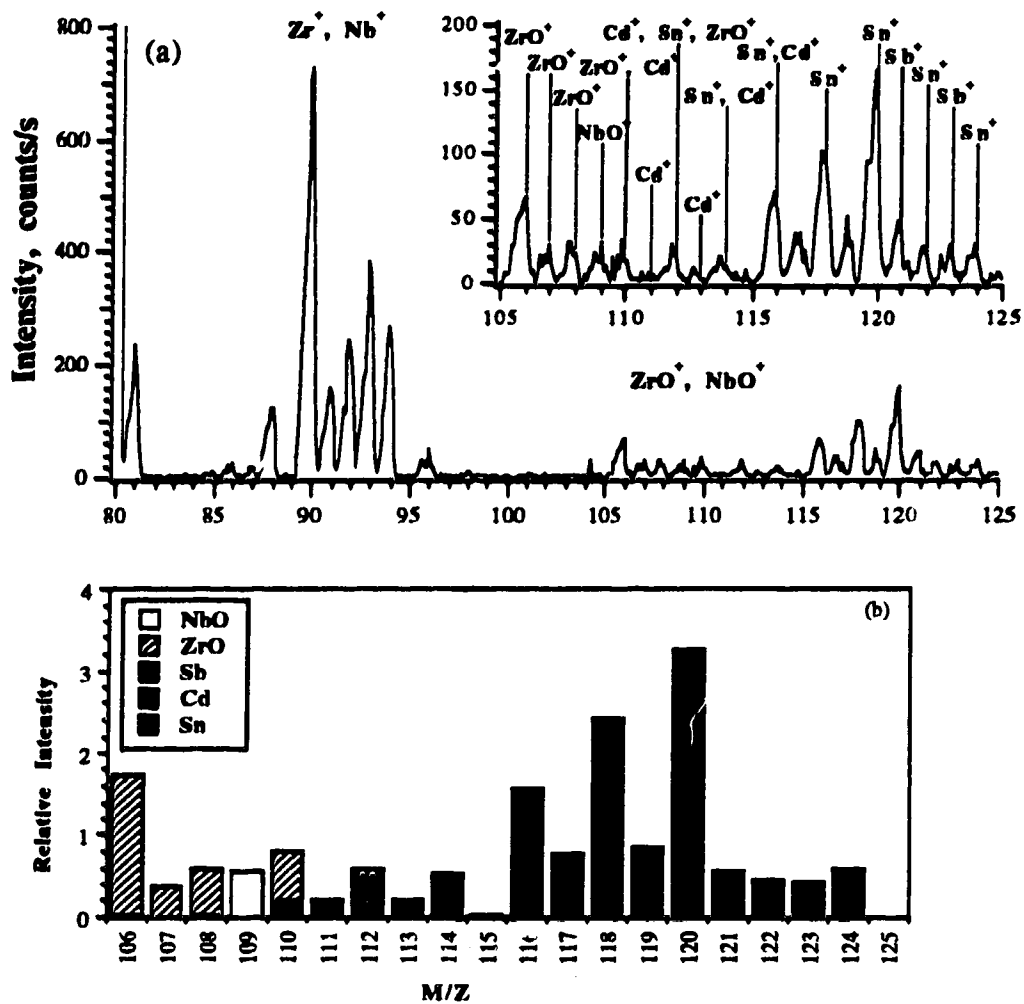 (a)
Zr⁺, Nb⁺
Intensity, counts/s
800
600
400
200
0
80 85 90 95 100 105 110 115 120 125
ZrO⁺, NbO⁺
200
150
100
50
0
ZrO⁺ Cd⁺, Sn⁺, ZrO⁺ Sn⁺
ZrO⁺ ZrO⁺, Cd⁺ Sn⁺, Cd⁺ Sb⁺
ZrO⁺ Sn⁺, Cd⁺ Sn⁺ Sn⁺
NbO⁺ Sb⁺
Cd⁺ Sn⁺
Cd⁺
105 110 115 120 125
(b)
NbO
ZrO
Sb
Cd
Sn
Relative Intensity
4
3
2
1
0
106 107 108 109 110 111 112 113 114 115 116 117 118 119 120 121 122 123 124 125
M/Z